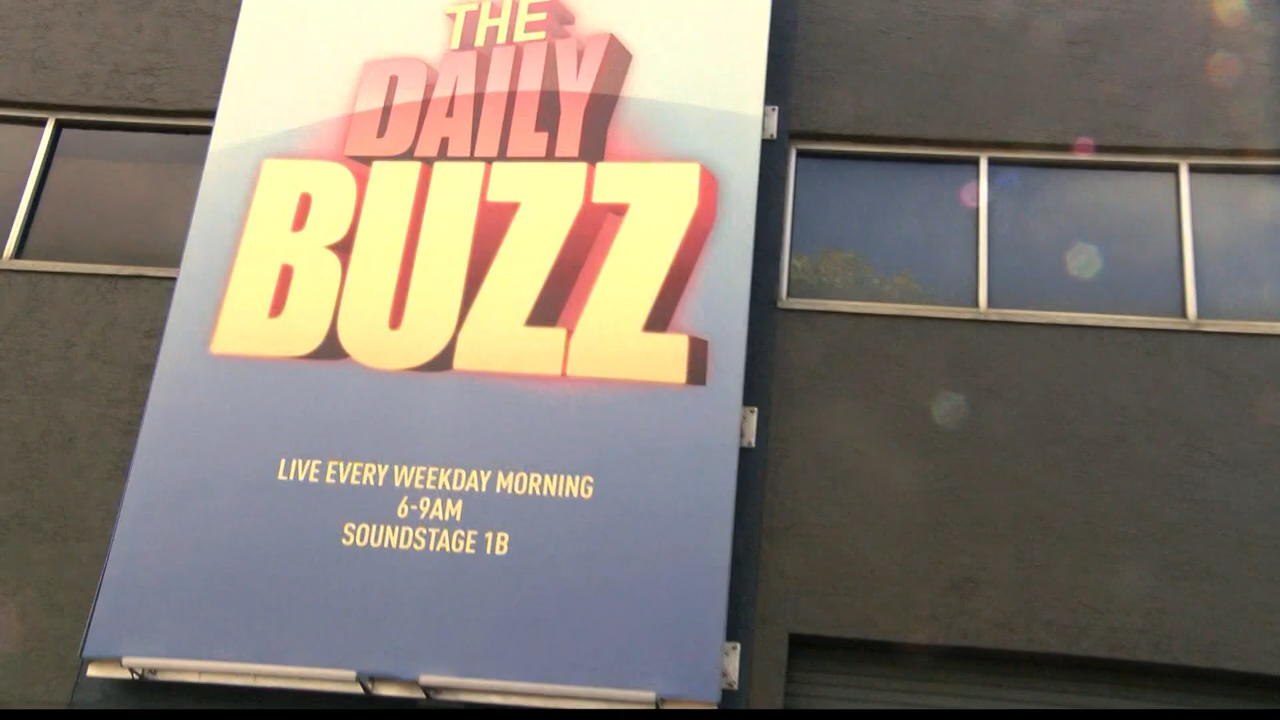 THE
DAILY
BUZZ
LIVE EVERY WEEKDAY MORNING
6-9AM
SOUNDSTAGE 1B